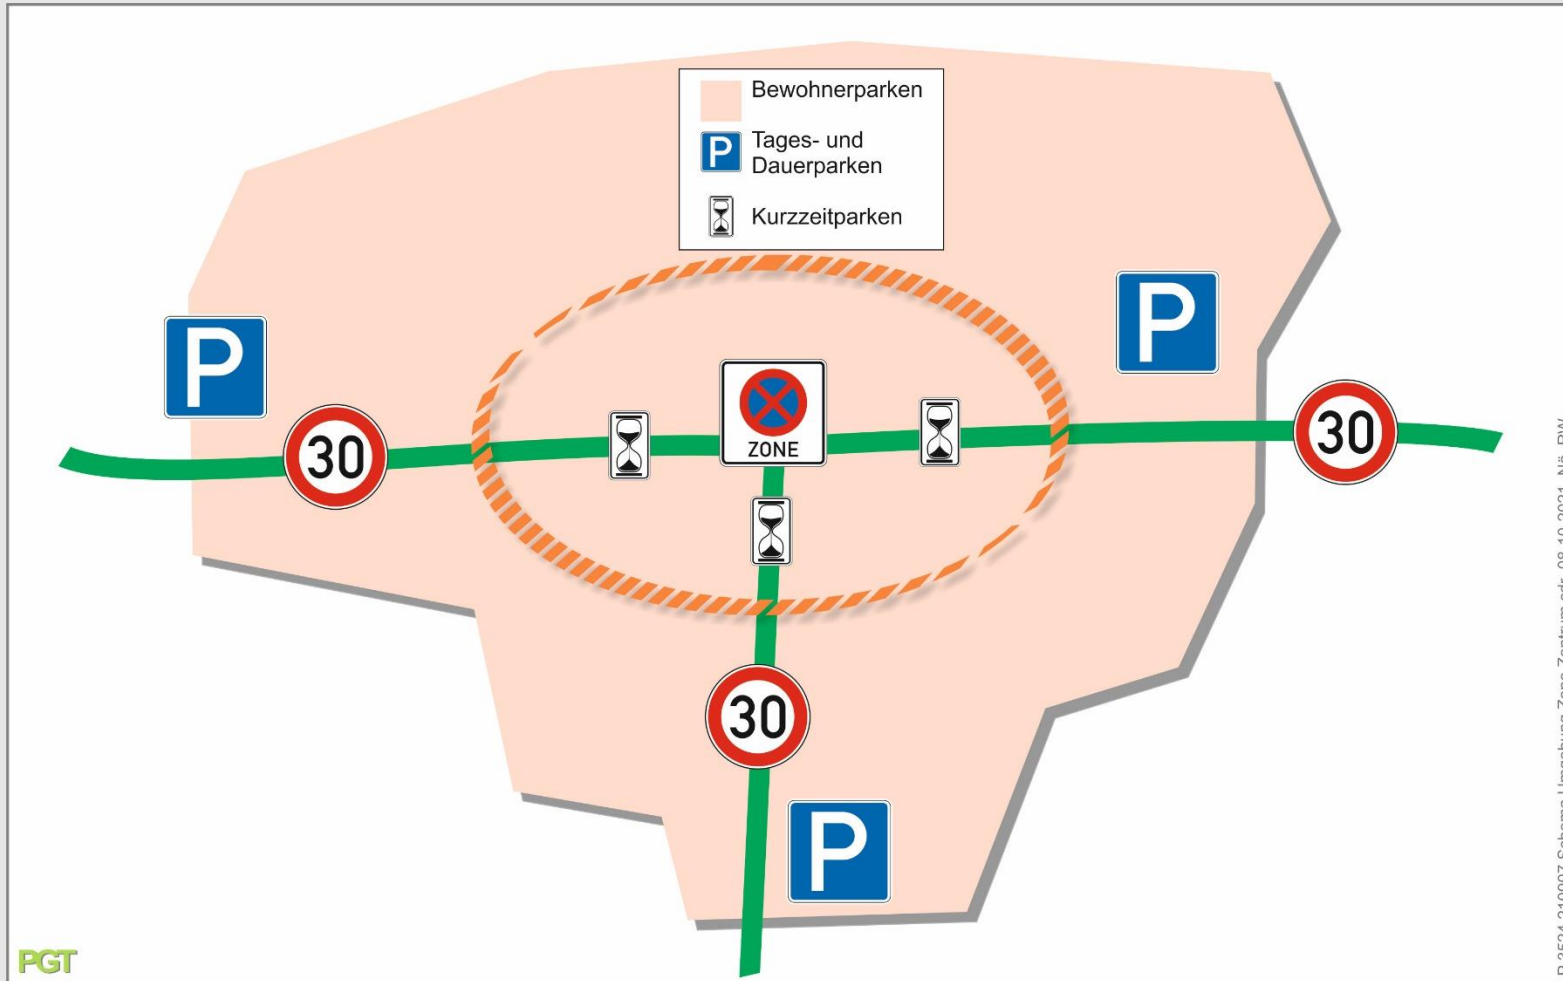 Bewohnerparken
P
Tages- und
Dauerparken
Kurzzeitparken
P
P
ZONE
30
30
30
P
PGT